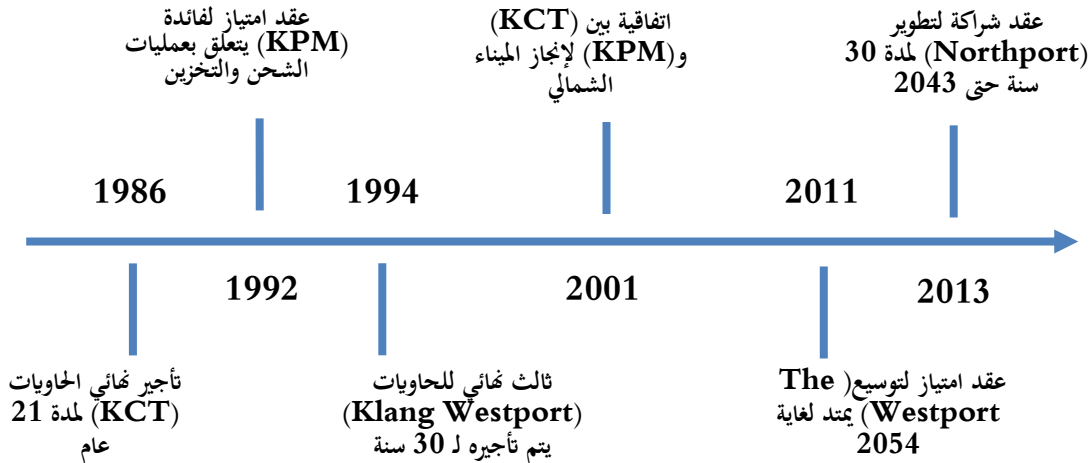 عقد امتياز لفائدة
(KPM) يتعلق بعمليات
الشحن والتخزين
اتفاقية بين (KCT)
و(KPM) لإنجاز الميناء
الشمالي
عقد شراكة لتطوير
(Northport) لمدة 30
سنة حتى 2043
1986
1994
2011
1992
2001
2013
تأجير نهائي الحاويات
(KCT) لمدة 21
عام
ثالث نهائي للحاويات
(Klang Westport)
يتم تأجيره لـ 30 سنة
عقد امتياز لتوسيع( The
Westport) يمتد لغاية
2054